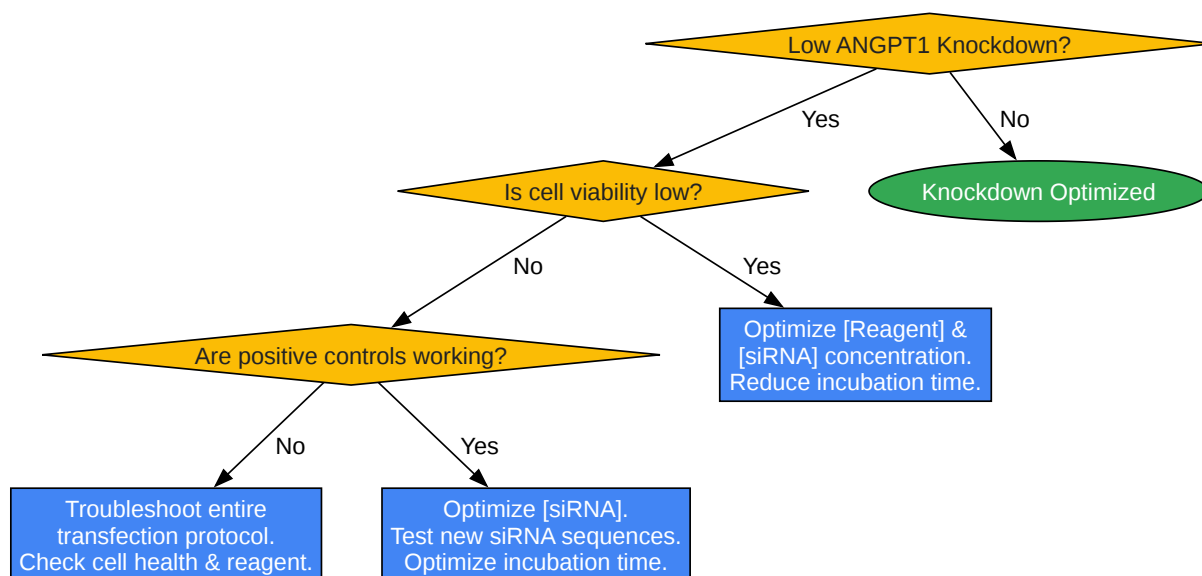 Low ANGPT1 Knockdown?
Yes
No
Is cell viability low?
Knockdown Optimized
No
Yes
Are positive controls working?
Optimize [Reagent] &
[siRNA] concentration.
Reduce incubation time.
No
Yes
Troubleshoot entire
transfection protocol.
Check cell health & reagent.
Optimize [siRNA].
Test new siRNA sequences.
Optimize incubation time.